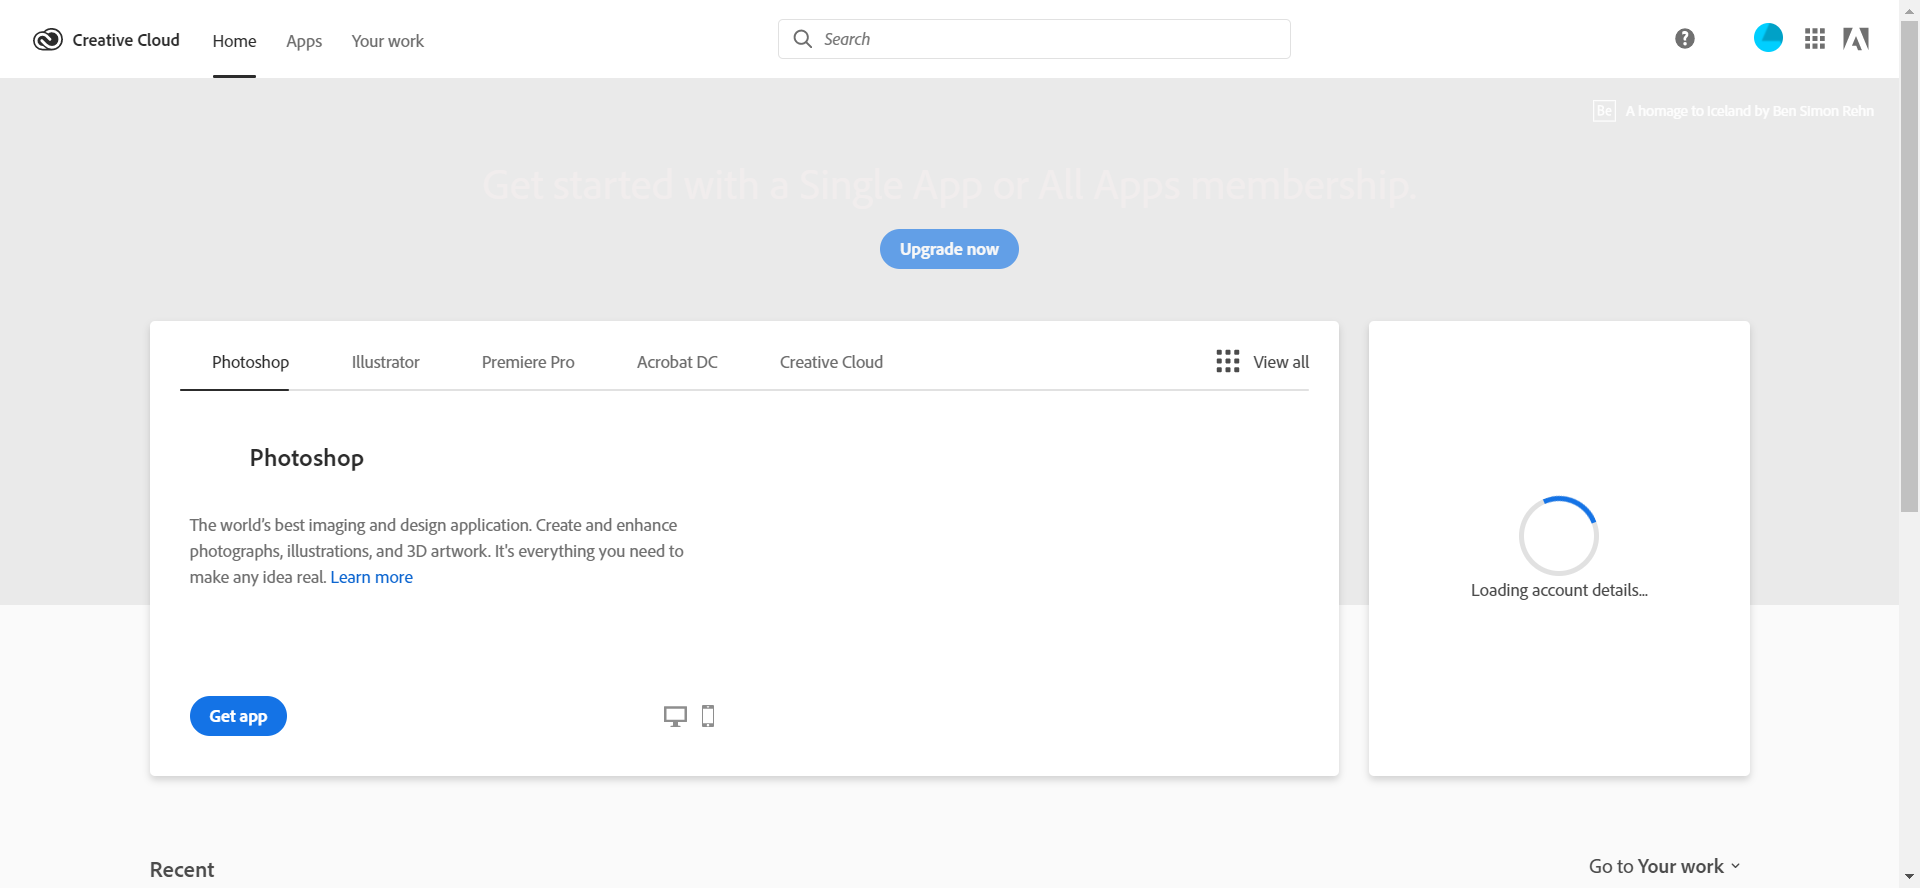 Creative Cloud
Home
Apps
Your work
Search
Be
A homage to Iceland by Ben Simon Rehn
Get started with a Single App or All Apps membership.
Upgrade now
Photoshop
Illustrator
Premiere Pro
Acrobat DC
Creative Cloud
View all
Photoshop
The world's best imaging and design application. Create and enhance
photographs, illustrations, and 3D artwork. It's everything you need to
make any idea real. Learn more
Get app
Loading account details...
Recent
Go to Your work